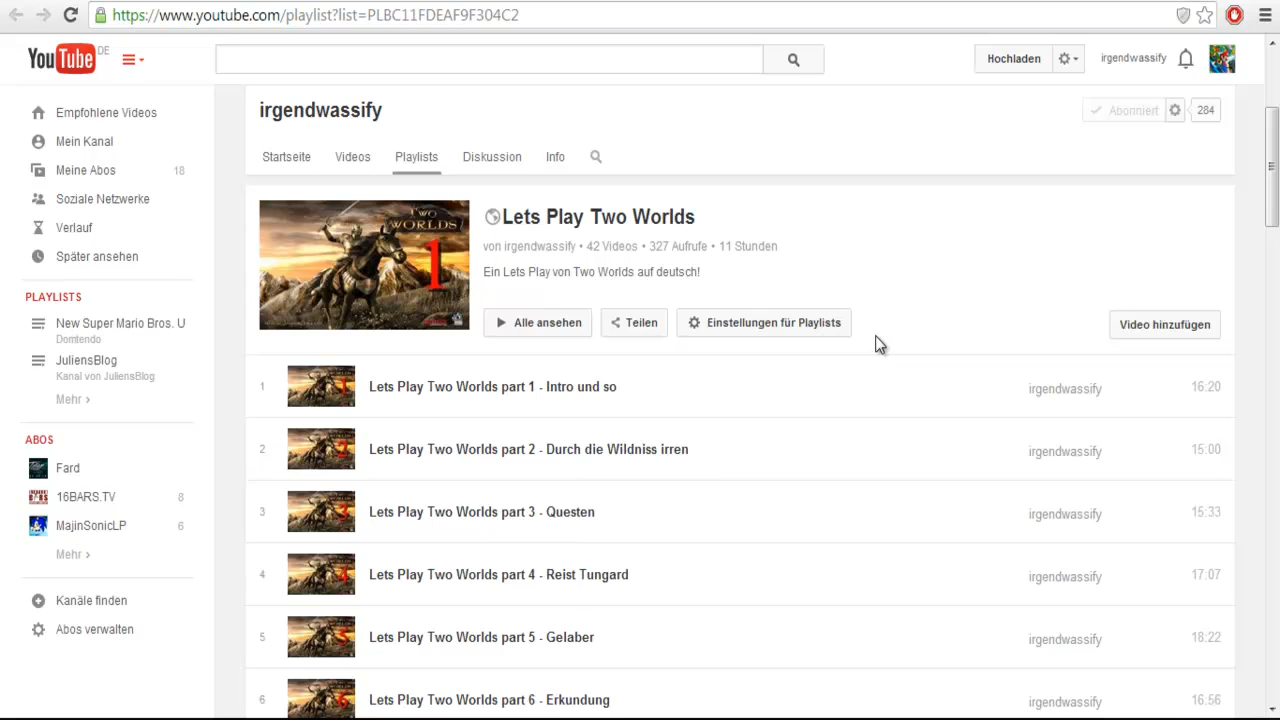 https://www.youtube.com/playlist?list=PLBC11FDEAF9F304C2
YouTube DE
Hochladen
irgendwassify
Empfohlene Videos
Mein Kanal
Meine Abos 18
Soziale Netzwerke
Verlauf
Später ansehen
PLAYLISTS
New Super Mario Bros. U
Domtendo
JuliensBlog
Kanal von JuliensBlog
Mehr ›
ABOS
Fard
16BARS.TV 8
MajinSonicLP 6
Mehr ›
Kanäle finden
Abos verwalten
irgendwassify
Abonniert 284
Startseite Videos Playlists Diskussion Info
TWO WORLDS
1
Lets Play Two Worlds
von irgendwassify • 42 Videos • 327 Aufrufe • 11 Stunden
Ein Lets Play von Two Worlds auf deutsch!
Alle ansehen Teilen Einstellungen für Playlists Video hinzufügen
1 1 Lets Play Two Worlds part 1 - Intro und so irgendwassify 16:20
2 2 Lets Play Two Worlds part 2 - Durch die Wildniss irren irgendwassify 15:00
3 3 Lets Play Two Worlds part 3 - Questen irgendwassify 15:33
4 4 Lets Play Two Worlds part 4 - Reist Tungard irgendwassify 17:07
5 5 Lets Play Two Worlds part 5 - Gelaber irgendwassify 18:22
6 6 Lets Play Two Worlds part 6 - Erkundung irgendwassify 16:56